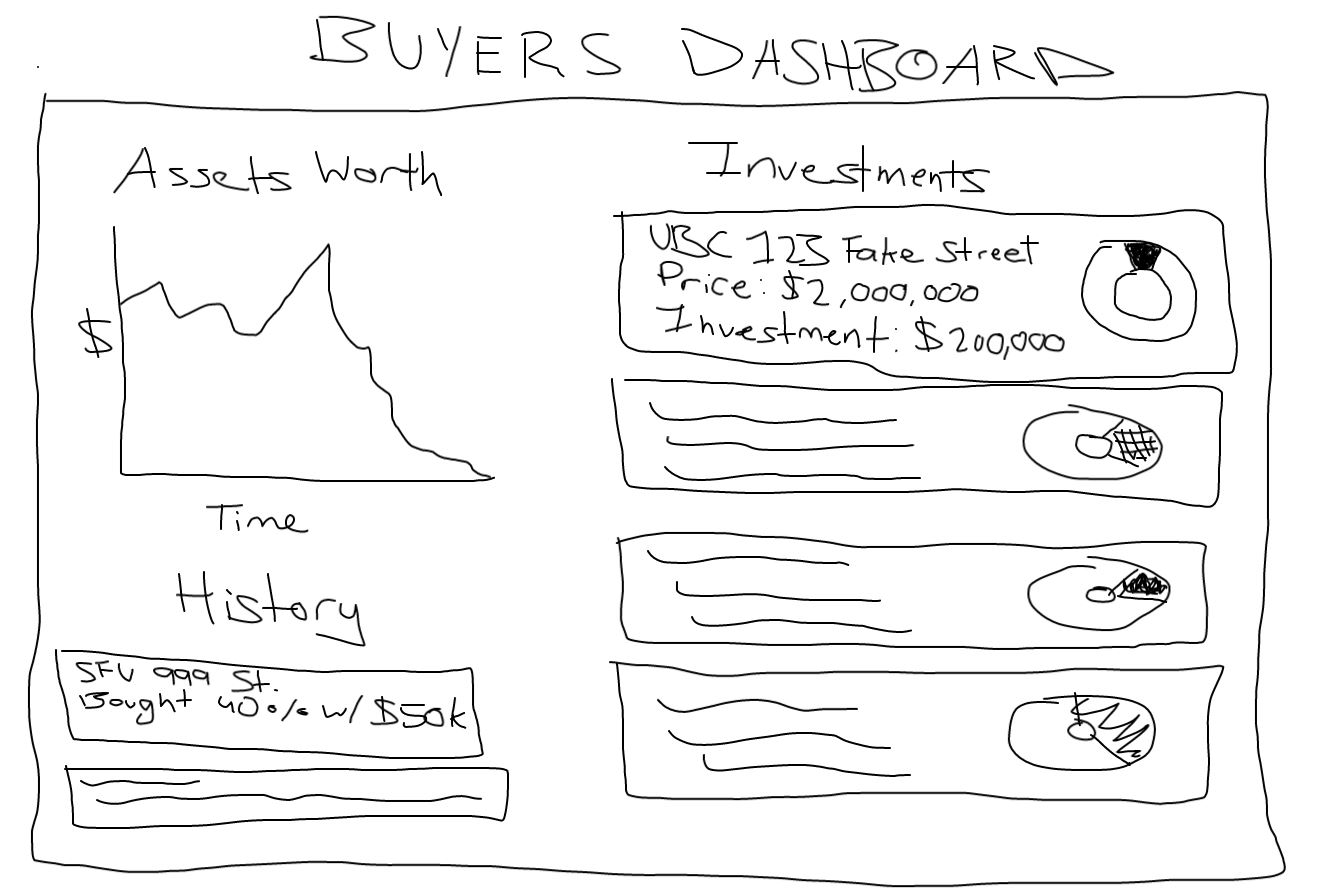 BUYERS DASHBOARD
Assets Worth
$
Time
History
SFU 999 St.
Bought 40% w/ $50k
Investments
UBC 123 Fake Street
Price: $2,000,000
Investment: $200,000